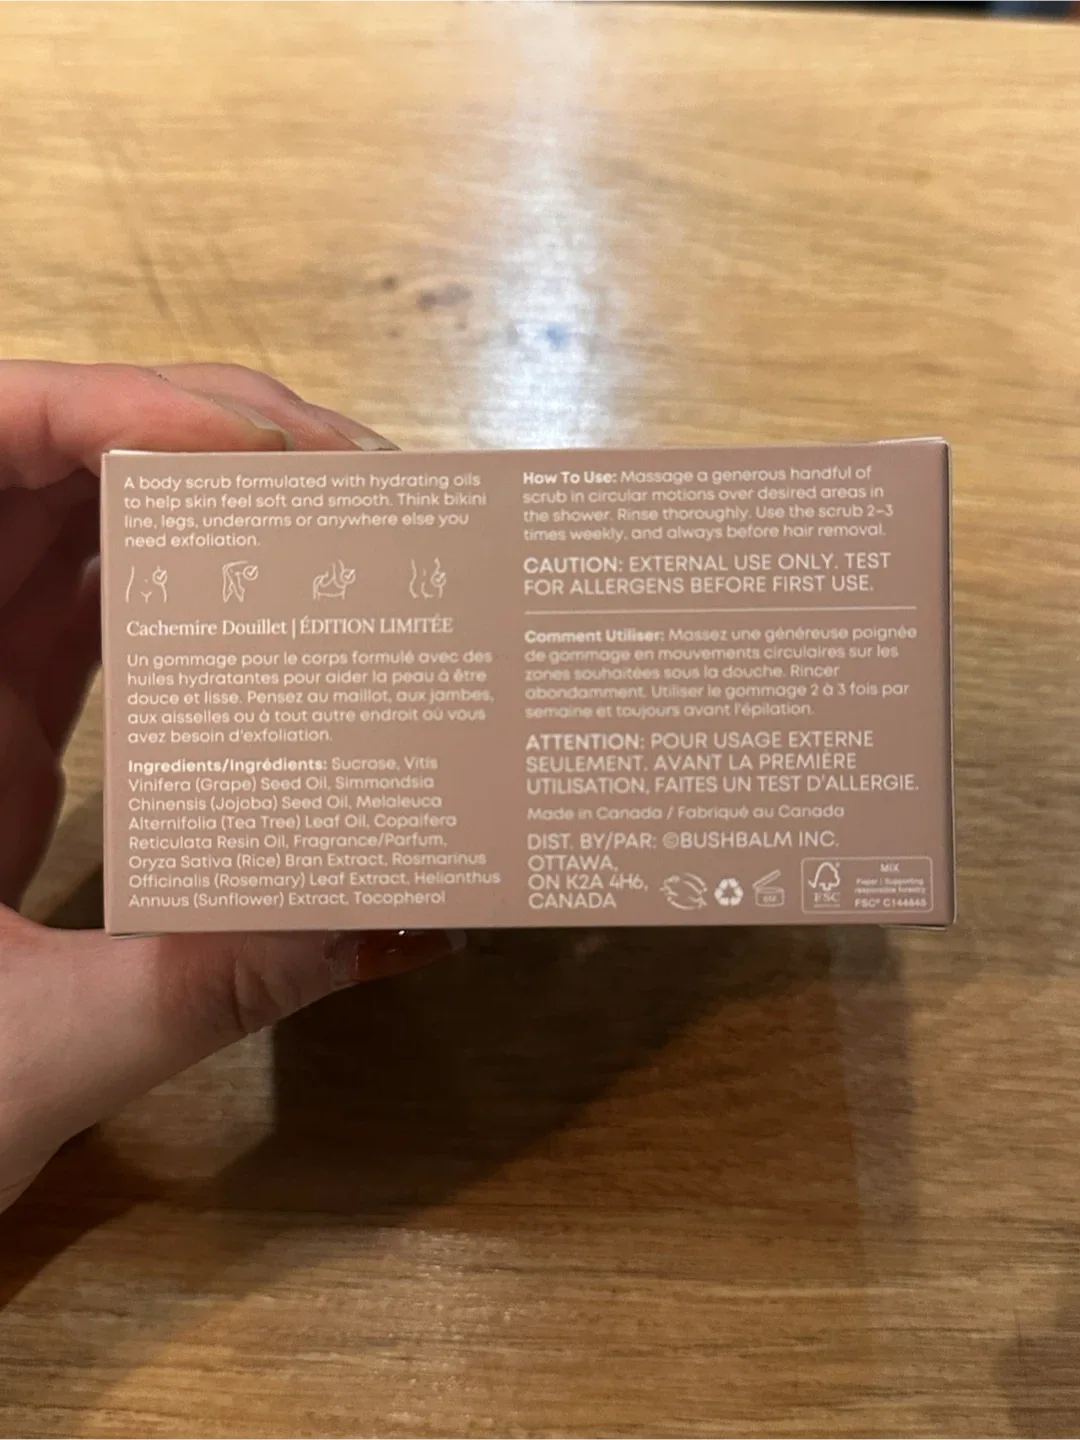 A body scrub formulated with hydrating oils
to help skin feel soft and smooth. Think bikini
line, legs, underarms or anywhere else you
need exfoliation.
Cachemire Douillet | ÉDITION LIMITÉE
Un gommage pour le corps formulé avec des
huiles hydratantes pour aider la peau à être
douce et lisse. Pensez au maillot, aux jambes,
aux aisselles ou à tout autre endroit où vous
avez besoin d'exfoliation.
Ingredients/Ingrédients: Sucrose, Vitis
Vinifera (Grape) Seed Oil, Simmondsia
Chinensis (Jojoba) Seed Oil, Melaleuca
Alternifolia (Tea Tree) Leaf Oil, Copaifera
Reticulata Resin Oil, Fragrance/Parfum,
Oryza Sativa (Rice) Bran Extract, Rosmarinus
Officinalis (Rosemary) Leaf Extract, Helianthus
Annuus (Sunflower) Extract, Tocopherol
How To Use: Massage a generous handful of
scrub in circular motions over desired areas in
the shower. Rinse thoroughly. Use the scrub 2–3
times weekly, and always before hair removal.
CAUTION: EXTERNAL USE ONLY. TEST
FOR ALLERGENS BEFORE FIRST USE.
Comment Utiliser: Massez une généreuse poignée
de gommage en mouvements circulaires sur les
zones souhaitées sous la douche. Rincer
abondamment. Utiliser le gommage 2 à 3 fois par
semaine et toujours avant l'épilation.
ATTENTION: POUR USAGE EXTERNE
SEULEMENT. AVANT LA PREMIÈRE
UTILISATION, FAITES UN TEST D'ALLERGIE.
Made in Canada / Fabriqué au Canada
DIST. BY/PAR: ©BUSHBALM INC.
OTTAWA,
ON K2A 4H6,
CANADA
FSC
MIX
Paper | Supporting
responsible forestry
FSC®